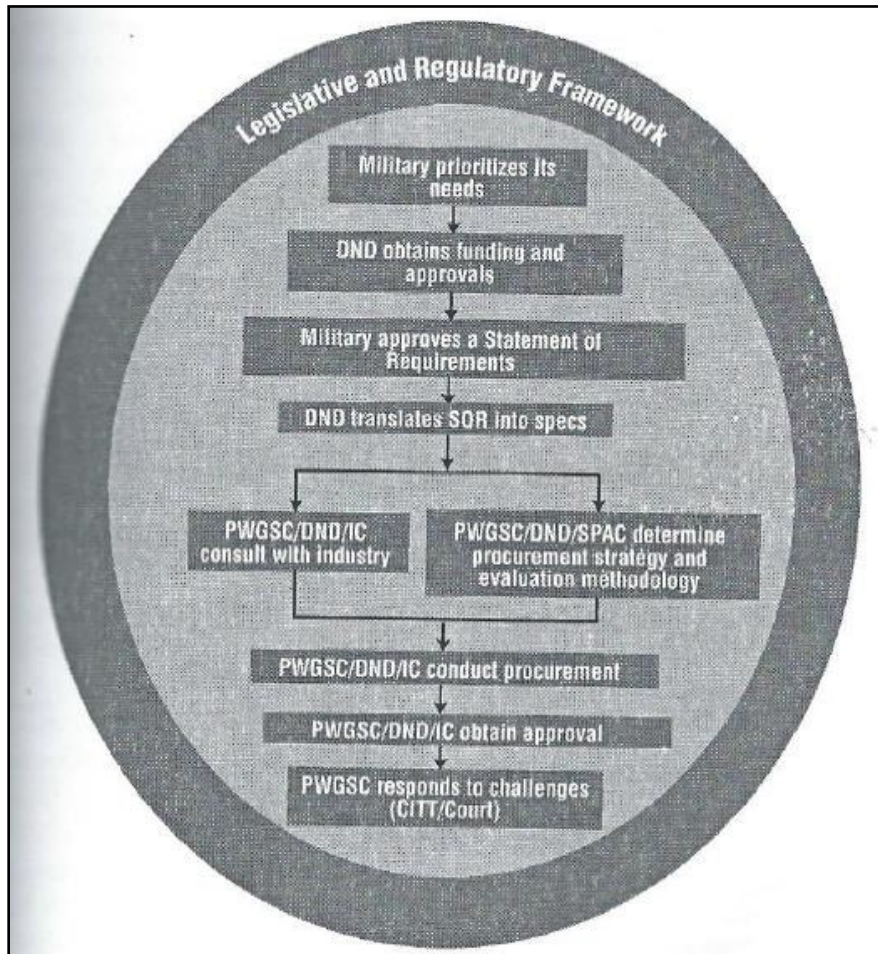 Legislative and Regulatory Framework
Military prioritizes its
needs
DND obtains funding and
approvals
Military approves a Statement of
Requirements
DND translates SOR into specs
PWGSC/DND/IC
consult with industry
PWGSC/DND/SPAC determine
procurement strategy and
evaluation methodology
PWGSC/DND/IC conduct procurement
PWGSC/DND/IC obtain approval
PWGSC responds to challenges
(CITT/Court)